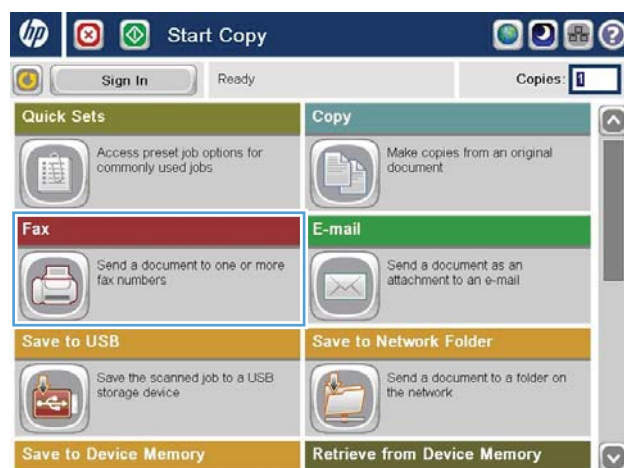 hp
Start Copy
?
Sign In
Ready
Copies: 1
Quick Sets
Access preset job options for
commonly used jobs
Copy
Make copies from an original
document
Fax
Send a document to one or more
fax numbers
E-mail
Send a document as an
attachment to an e-mail
Save to USB
Save the scanned job to a USB
storage device
Save to Network Folder
Send a document to a folder on
the network
Save to Device Memory
Retrieve from Device Memory